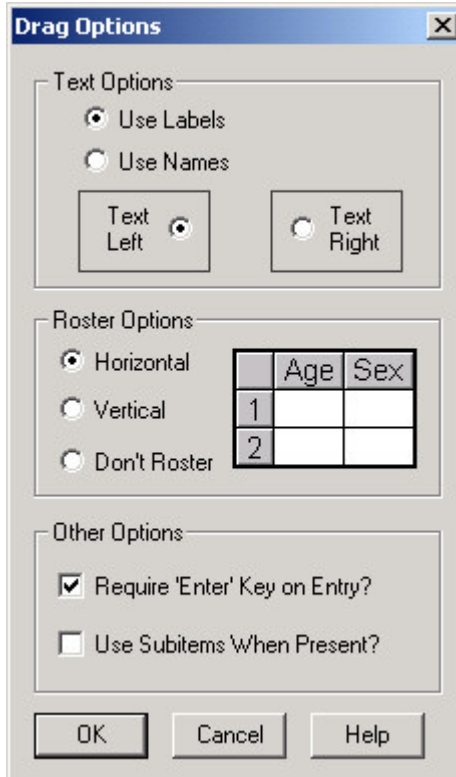 Drag Options
Text Options
Use Labels
Use Names
Text
Left
Text
Right
Roster Options
Horizontal
Vertical
Don't Roster
Age Sex
1
2
Other Options
Require 'Enter' Key on Entry?
Use Subitems When Present?
OK Cancel Help